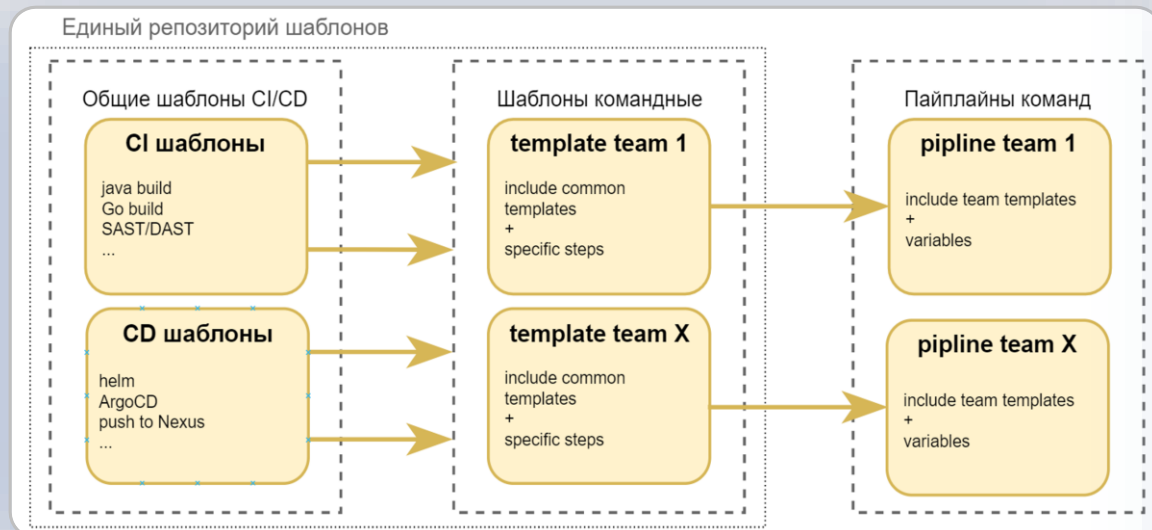 Единый репозиторий шаблонов
Общие шаблоны CI/CD
CI шаблоны
java build
Go build
SAST/DAST
...
CD шаблоны
helm
ArgoCD
push to Nexus
...
Шаблоны командные
template team 1
include common
templates
+
specific steps
template team X
include common
templates
+
specific steps
Пайплайны команд
pipline team 1
include team templates
+
variables
pipline team X
include team templates
+
variables